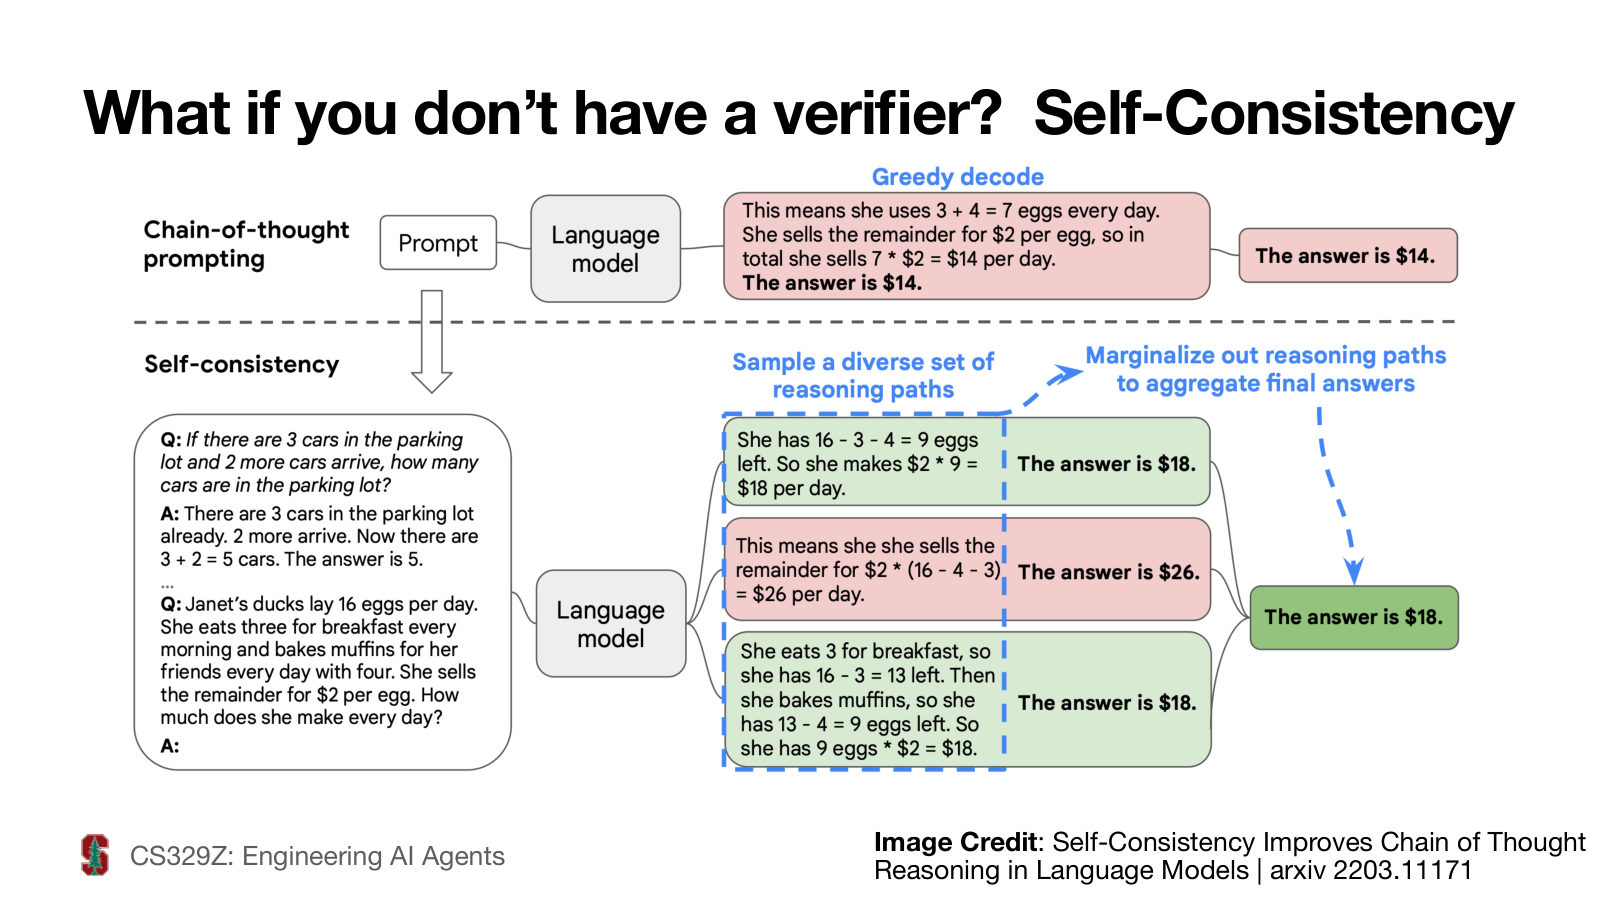 What if you don't have a verifier?  Self-Consistency
Greedy decode
Chain-of-thought
prompting
Prompt
Language
model
This means she uses 3 + 4 = 7 eggs every day.
She sells the remainder for $2 per egg, so in
total she sells 7 * $2 = $14 per day.
The answer is $14.
The answer is $14.
Self-consistency
Sample a diverse set of
reasoning paths
Marginalize out reasoning paths
to aggregate final answers
Q: If there are 3 cars in the parking
lot and 2 more cars arrive, how many
cars are in the parking lot?
A: There are 3 cars in the parking lot
already. 2 more arrive. Now there are
3 + 2 = 5 cars. The answer is 5.
...
Q: Janet's ducks lay 16 eggs per day.
She eats three for breakfast every
morning and bakes muffins for her
friends every day with four. She sells
the remainder for $2 per egg. How
much does she make every day?
A:
Language
model
She has 16 - 3 - 4 = 9 eggs
left. So she makes $2 * 9 =
$18 per day.
The answer is $18.
This means she she sells the
remainder for $2 * (16 - 4 - 3)
= $26 per day.
The answer is $26.
She eats 3 for breakfast, so
she has 16 - 3 = 13 left. Then
she bakes muffins, so she
has 13 - 4 = 9 eggs left. So
she has 9 eggs * $2 = $18.
The answer is $18.
The answer is $18.
CS329Z: Engineering AI Agents
Image Credit: Self-Consistency Improves Chain of Thought
Reasoning in Language Models | arxiv 2203.11171